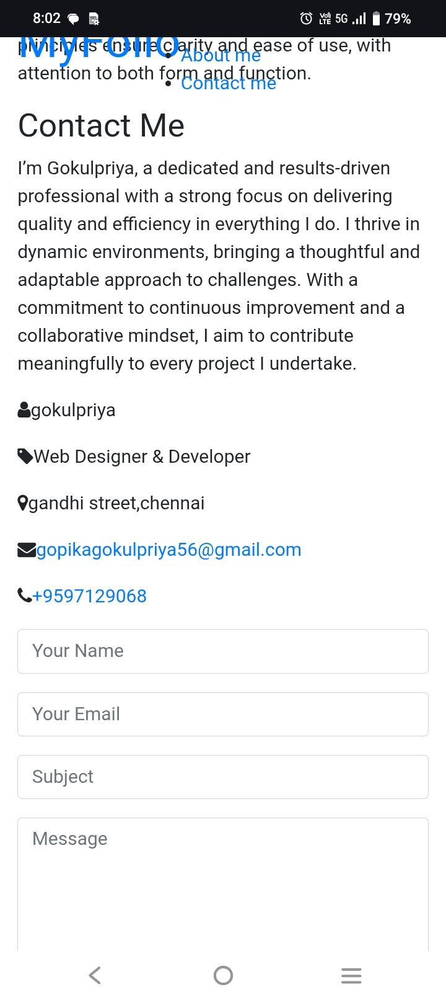 8:02 VoI) LTE 5G 79%
MyFolio
principles ensure clarity and ease of use, with
• About me
attention to both form and function.
• Contact me
Contact Me
I’m Gokulpriya, a dedicated and results-driven
professional with a strong focus on delivering
quality and efficiency in everything I do. I thrive in
dynamic environments, bringing a thoughtful and
adaptable approach to challenges. With a
commitment to continuous improvement and a
collaborative mindset, I aim to contribute
meaningfully to every project I undertake.
gokulpriya
Web Designer & Developer
gandhi street,chennai
gopikagokulpriya56@gmail.com
+9597129068
Your Name
Your Email
Subject
Message